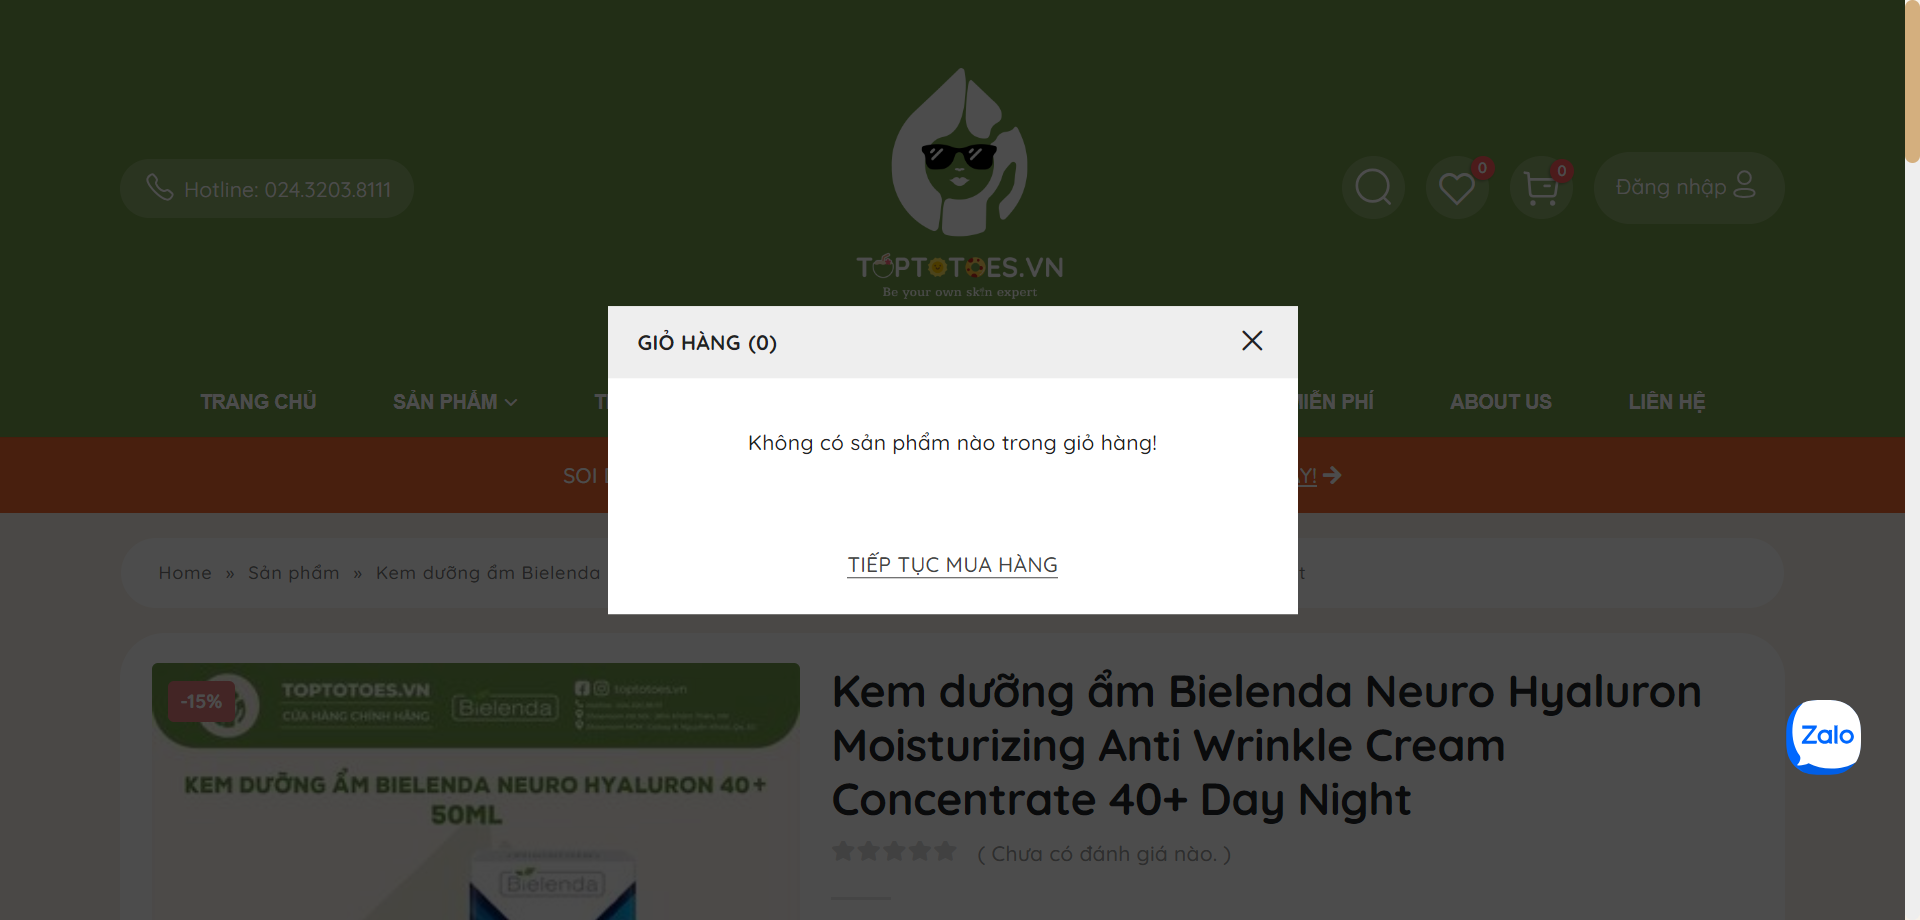 Hotline: 024.3203.8111
TOPTOTOES.VN
Be your own skin expert
0
0
Đăng nhập
GIỎ HÀNG (0)
Không có sản phẩm nào trong giỏ hàng!
TIẾP TỤC MUA HÀNG
TRANG CHỦ
SẢN PHẨM
ABOUT US
LIÊN HỆ
SOI
Home » Sản phẩm » Kem dưỡng ẩm Bielenda
-15%
TOPTOTOES.VN
CỬA HÀNG CHÍNH HÃNG
Bielenda
toptotoes.vn
KEM DƯỠNG ẨM BIELENDA NEURO HYALURON 40+
50ML
Bielenda
Kem dưỡng ẩm Bielenda Neuro Hyaluron
Moisturizing Anti Wrinkle Cream
Concentrate 40+ Day Night
( Chưa có đánh giá nào. )
Zalo